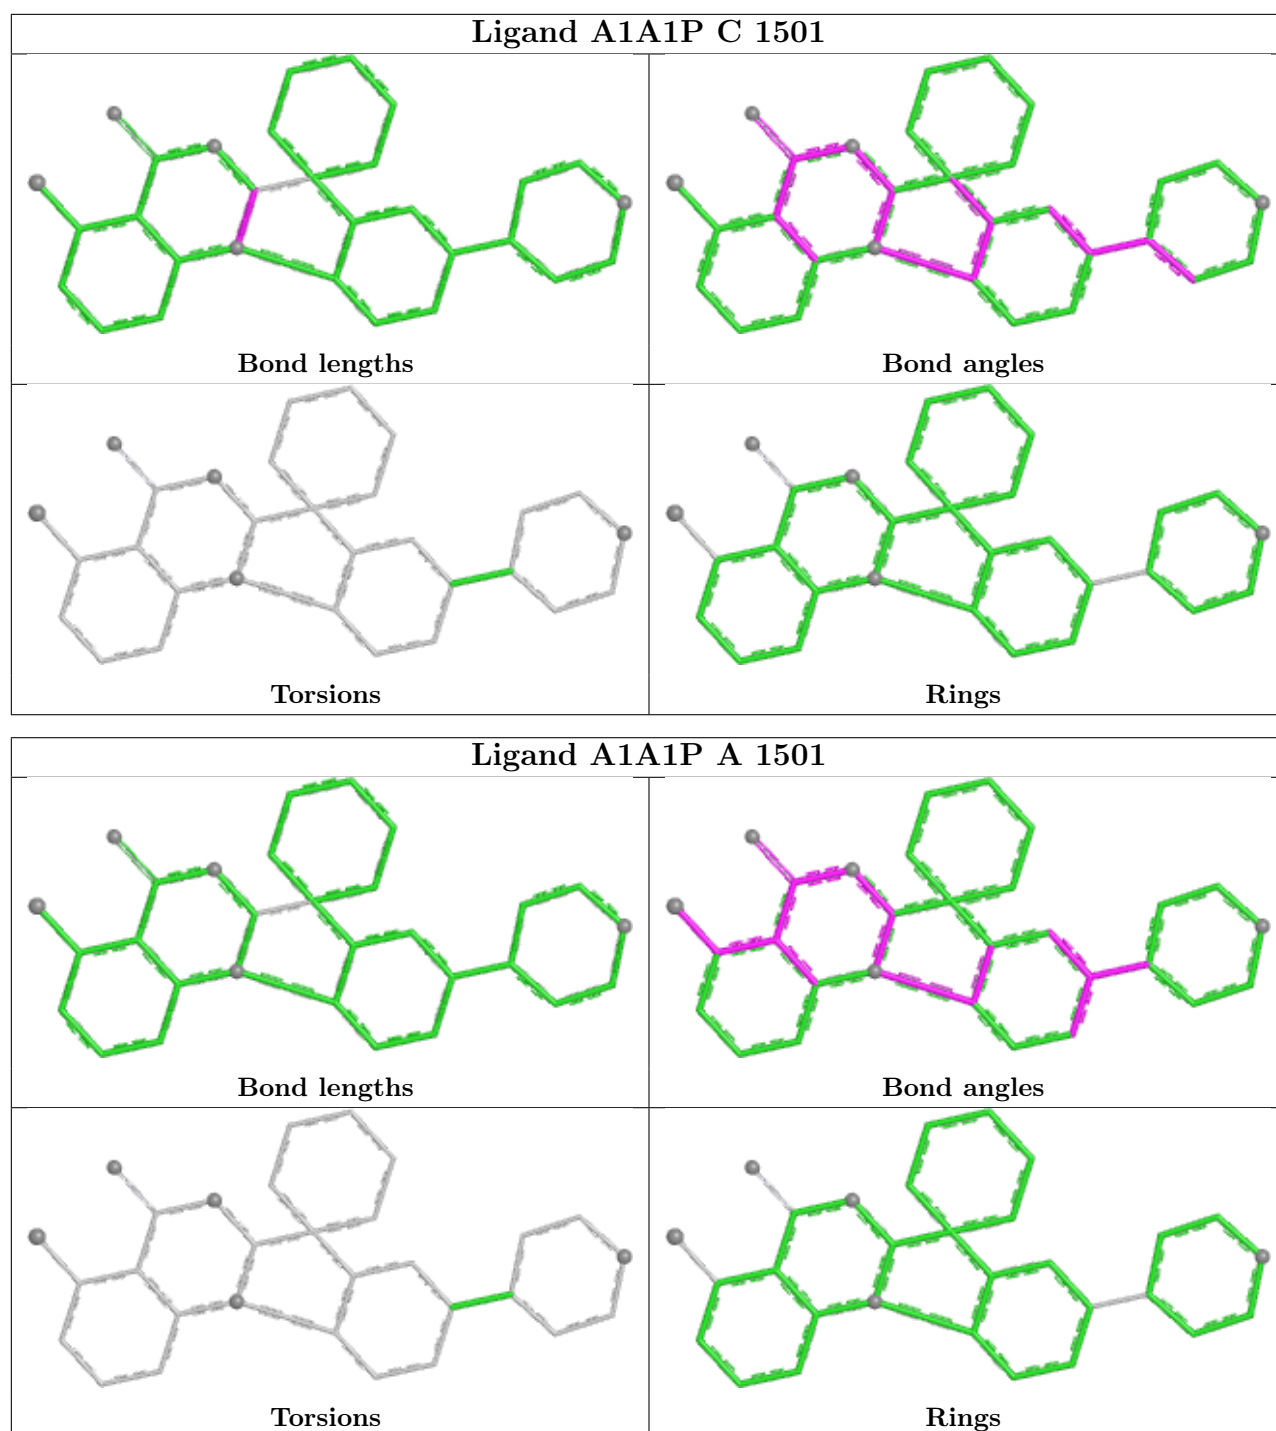 Ligand A1A1P C 1501
Bond lengths
Bond angles
Torsions
Rings
Ligand A1A1P A 1501
Bond lengths
Bond angles
Torsions
Rings